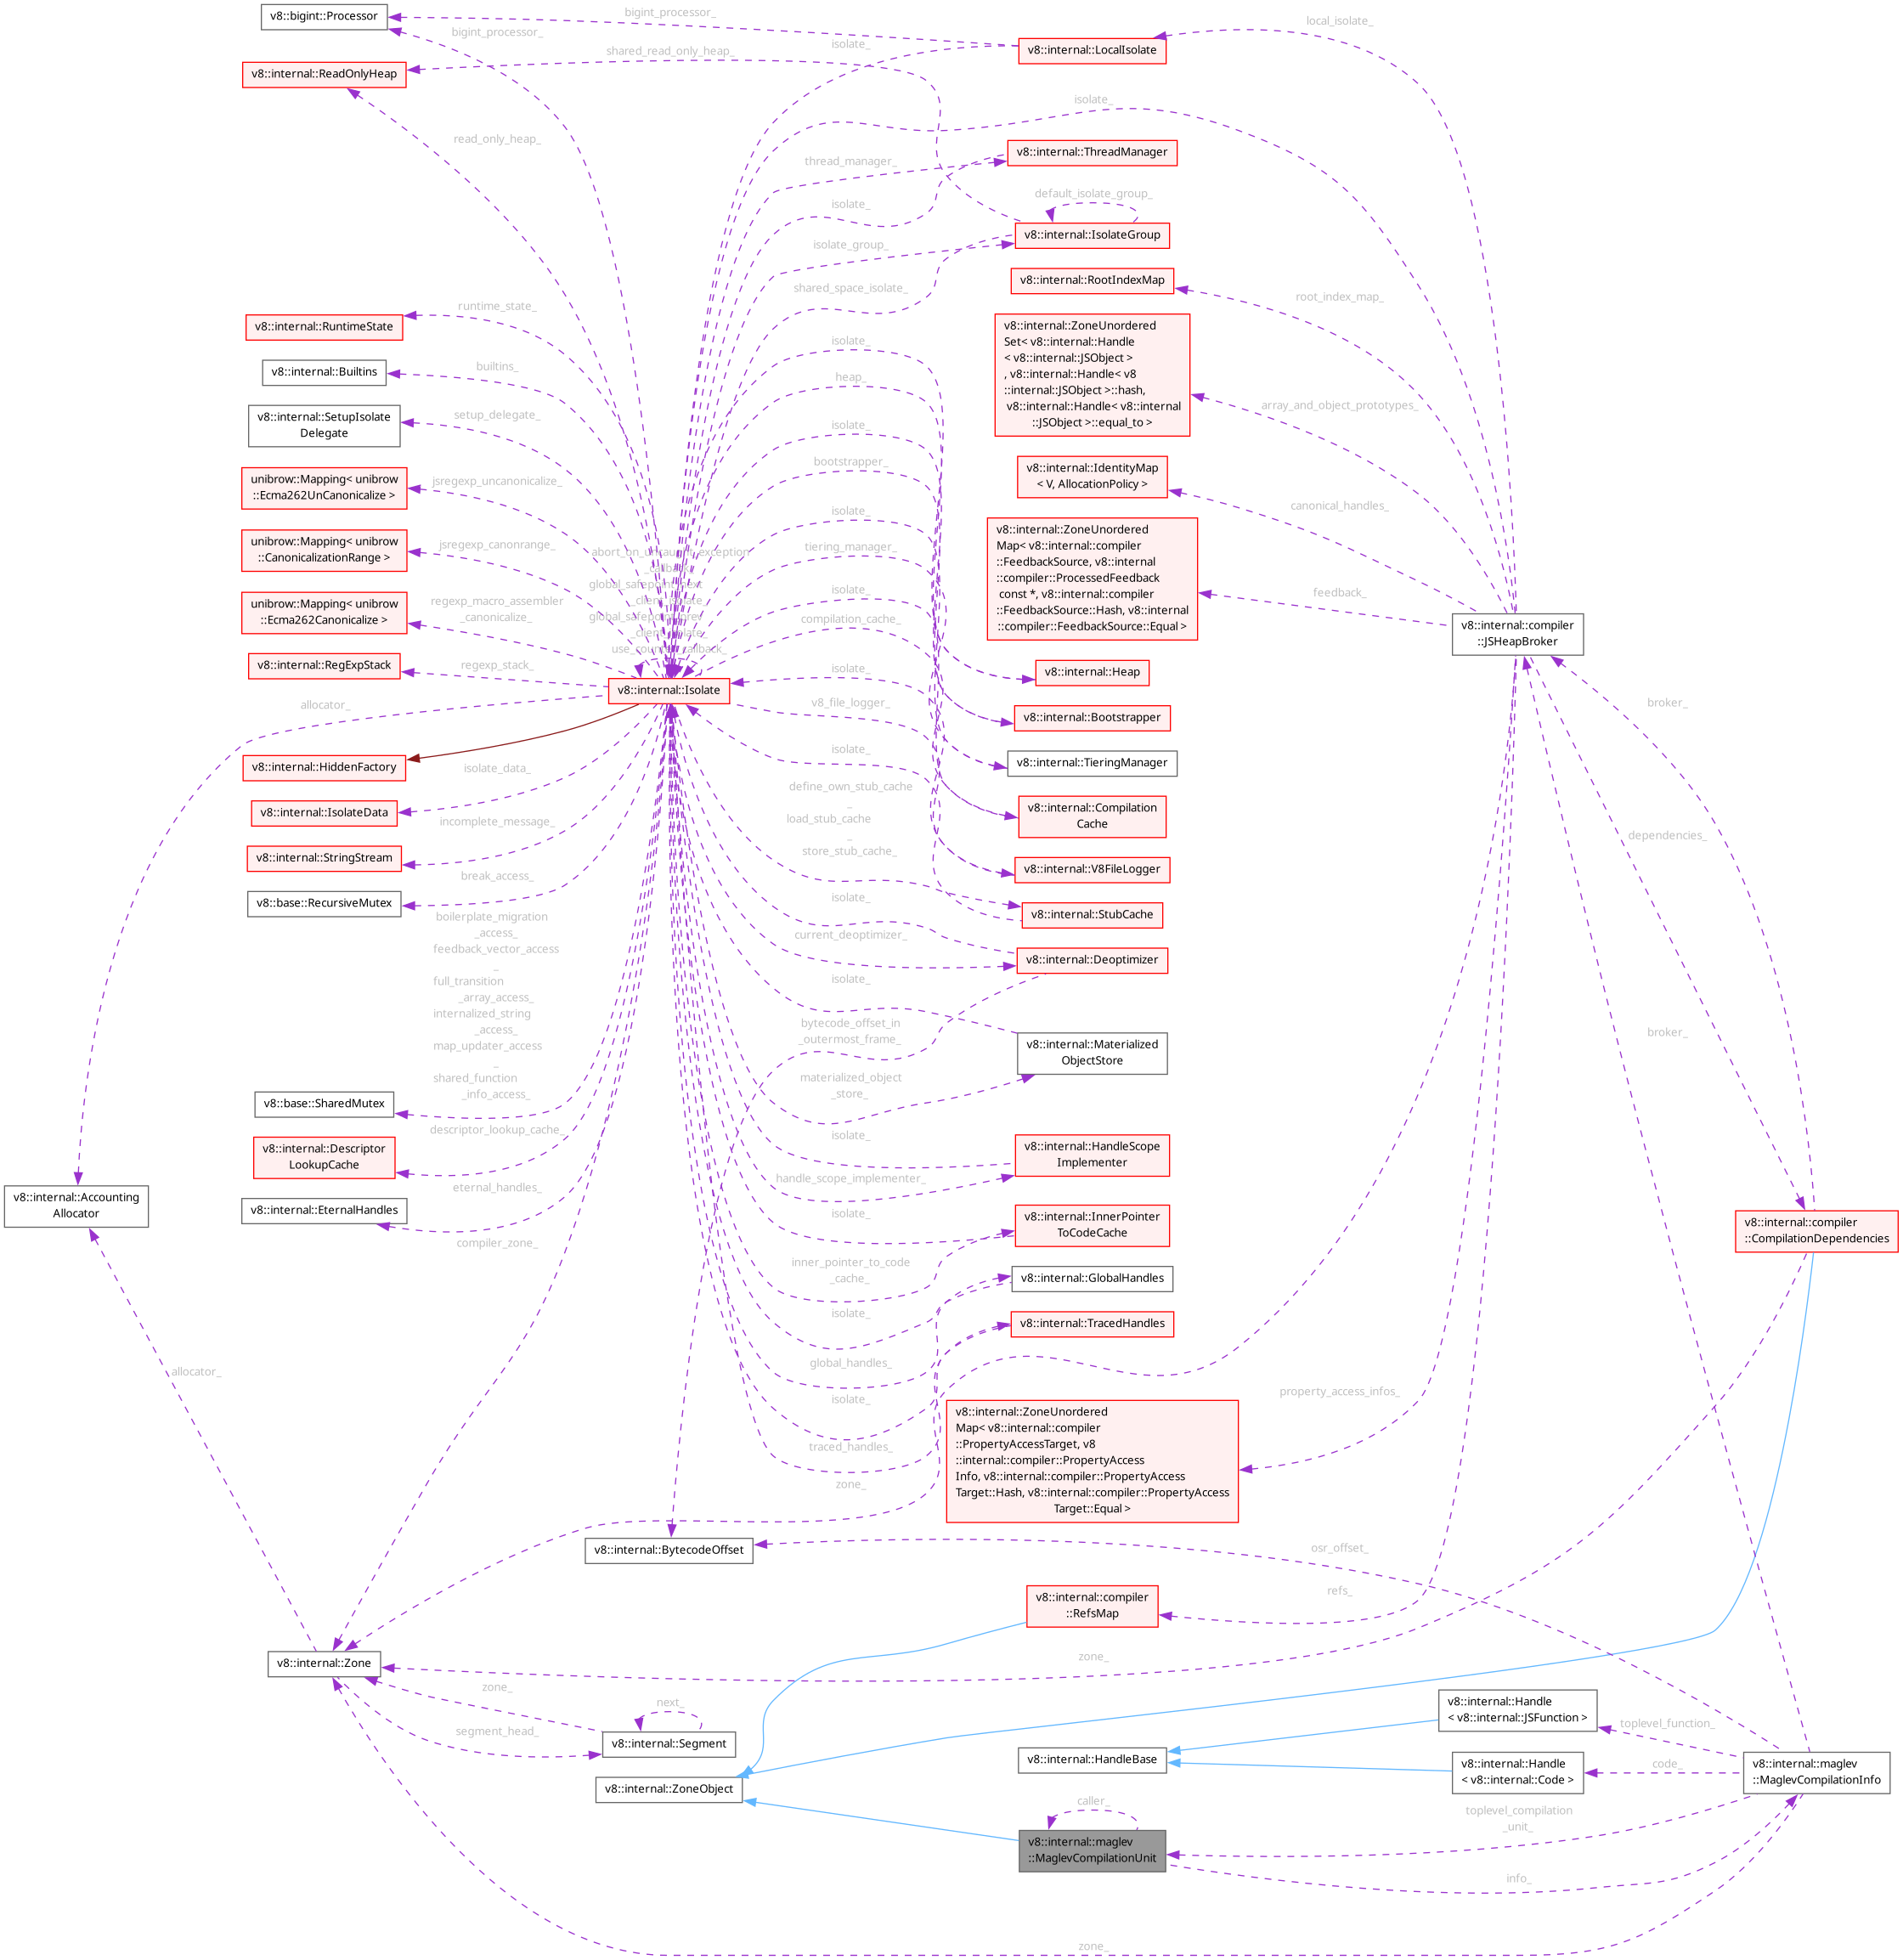 v8::bigint::Processor
bigint_processor_
bigint_processor_
local_isolate_
isolate_
v8::internal::LocalIsolate
shared_read_only_heap_
v8::internal::ReadOnlyHeap
isolate_
read_only_heap_
thread_manager_
v8::internal::ThreadManager
isolate_
default_isolate_group_
isolate_group_
v8::internal::IsolateGroup
shared_space_isolate_
v8::internal::RootIndexMap
root_index_map_
runtime_state_
v8::internal::RuntimeState
v8::internal::ZoneUnordered
Set< v8::internal::Handle
< v8::internal::JSObject >
, v8::internal::Handle< v8
::internal::JSObject >::hash,
v8::internal::Handle< v8::internal
::JSObject >::equal_to >
isolate_
builtins_
v8::internal::Builtins
heap_
array_and_object_prototypes_
setup_delegate_
v8::internal::SetupIsolate
Delegate
isolate_
bootstrapper_
v8::internal::IdentityMap
< V, AllocationPolicy >
canonical_handles_
unibrow::Mapping< unibrow
::Ecma262UnCanonicalize >
jsregexp_uncanonicalize_
isolate_
unibrow::Mapping< unibrow
::CanonicalizationRange >
jsregexp_canonrange_
tiering_manager_
v8::internal::ZoneUnordered
Map< v8::internal::compiler
::FeedbackSource, v8::internal
::compiler::ProcessedFeedback
const *, v8::internal::compiler
::FeedbackSource::Hash, v8::internal
::compiler::FeedbackSource::Equal >
feedback_
abort_on_uncaught_exception
_callback_
global_safepoint_next
_client_isolate_
global_safepoint_prev
_client_isolate_
use_counter_callback_
isolate_
compilation_cache_
unibrow::Mapping< unibrow
::Ecma262Canonicalize >
regexp_macro_assembler
_canonicalize_
v8::internal::compiler
::JSHeapBroker
v8::internal::RegExpStack
regexp_stack_
isolate_
v8::internal::Heap
v8::internal::Isolate
allocator_
v8_file_logger_
v8::internal::Bootstrapper
broker_
isolate_
v8::internal::TieringManager
v8::internal::HiddenFactory
isolate_data_
define_own_stub_cache
_
load_stub_cache
_
store_stub_cache_
v8::internal::IsolateData
v8::internal::Compilation
Cache
incomplete_message_
v8::internal::StringStream
dependencies_
v8::internal::V8FileLogger
break_access_
v8::base::RecursiveMutex
isolate_
v8::internal::StubCache
current_deoptimizer_
v8::internal::Deoptimizer
boilerplate_migration
_access_
feedback_vector_access
_
full_transition
_array_access_
internalized_string
_access_
map_updater_access
_
shared_function
_info_access_
isolate_
bytecode_offset_in
_outermost_frame_
v8::internal::Materialized
ObjectStore
broker_
materialized_object
_store_
v8::base::SharedMutex
descriptor_lookup_cache_
v8::internal::Descriptor
LookupCache
isolate_
v8::internal::HandleScope
Implementer
handle_scope_implementer_
eternal_handles_
v8::internal::EternalHandles
v8::internal::Accounting
Allocator
isolate_
v8::internal::InnerPointer
ToCodeCache
v8::internal::compiler
::CompilationDependencies
compiler_zone_
inner_pointer_to_code
_cache_
v8::internal::GlobalHandles
isolate_
v8::internal::TracedHandles
allocator_
global_handles_
isolate_
property_access_infos_
traced_handles_
v8::internal::ZoneUnordered
Map< v8::internal::compiler
::PropertyAccessTarget, v8
::internal::compiler::PropertyAccess
Info, v8::internal::compiler::PropertyAccess
Target::Hash, v8::internal::compiler::PropertyAccess
Target::Equal >
zone_
v8::internal::BytecodeOffset
osr_offset_
refs_
v8::internal::compiler
::RefsMap
v8::internal::Zone
zone_
zone_
next_
segment_head_
v8::internal::Segment
v8::internal::Handle
< v8::internal::JSFunction >
toplevel_function_
v8::internal::HandleBase
v8::internal::Handle
< v8::internal::Code >
code_
v8::internal::maglev
::MaglevCompilationInfo
v8::internal::ZoneObject
caller_
toplevel_compilation
_unit_
v8::internal::maglev
::MaglevCompilationUnit
info_
zone_